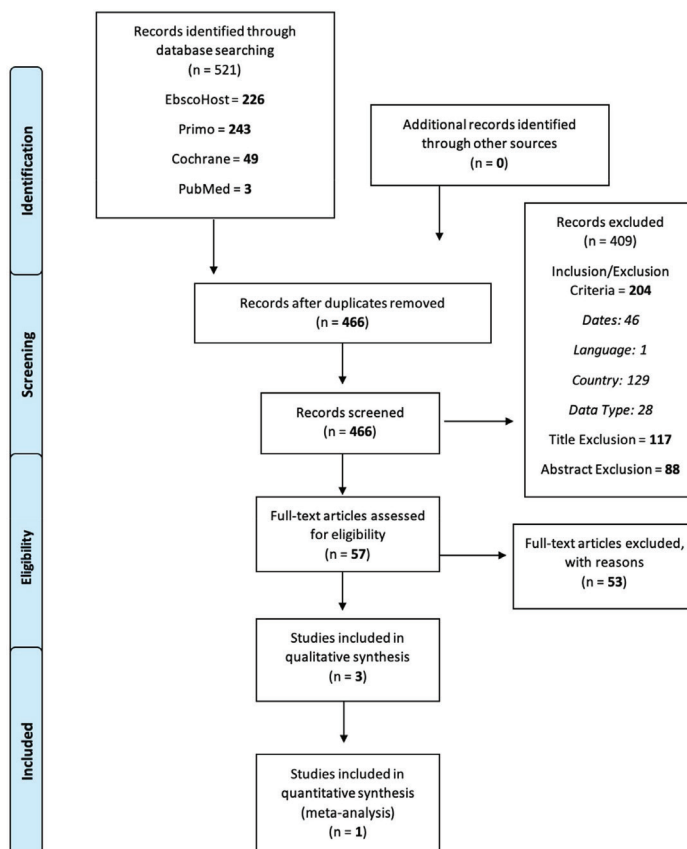 Records identified through
database searching
(n = 521)
EbscoHost = 226
Primo = 243
Cochrane = 49
PubMed = 3
Additional records identified
through other sources
(n = 0)
Identification
Records excluded
(n = 409)
Inclusion/Exclusion
Criteria = 204
Dates: 46
Language: 1
Country: 129
Data Type: 28
Title Exclusion = 117
Abstract Exclusion = 88
Records after duplicates removed
(n = 466)
Screening
Records screened
(n = 466)
Full-text articles assessed
for eligibility
(n = 57)
Eligibility
Full-text articles excluded,
with reasons
(n = 53)
Studies included in
qualitative synthesis
(n = 3)
Included
Studies included in
quantitative synthesis
(meta-analysis)
(n = 1)